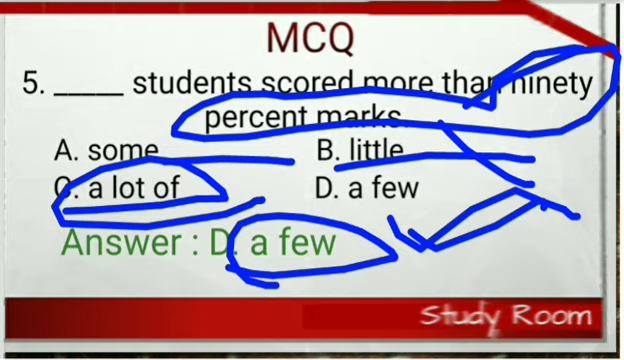 MCQ
5. _____ students scored more than ninety
percent marks.
A. some B. little
C. a lot of D. a few
Answer : D. a few
Study Room